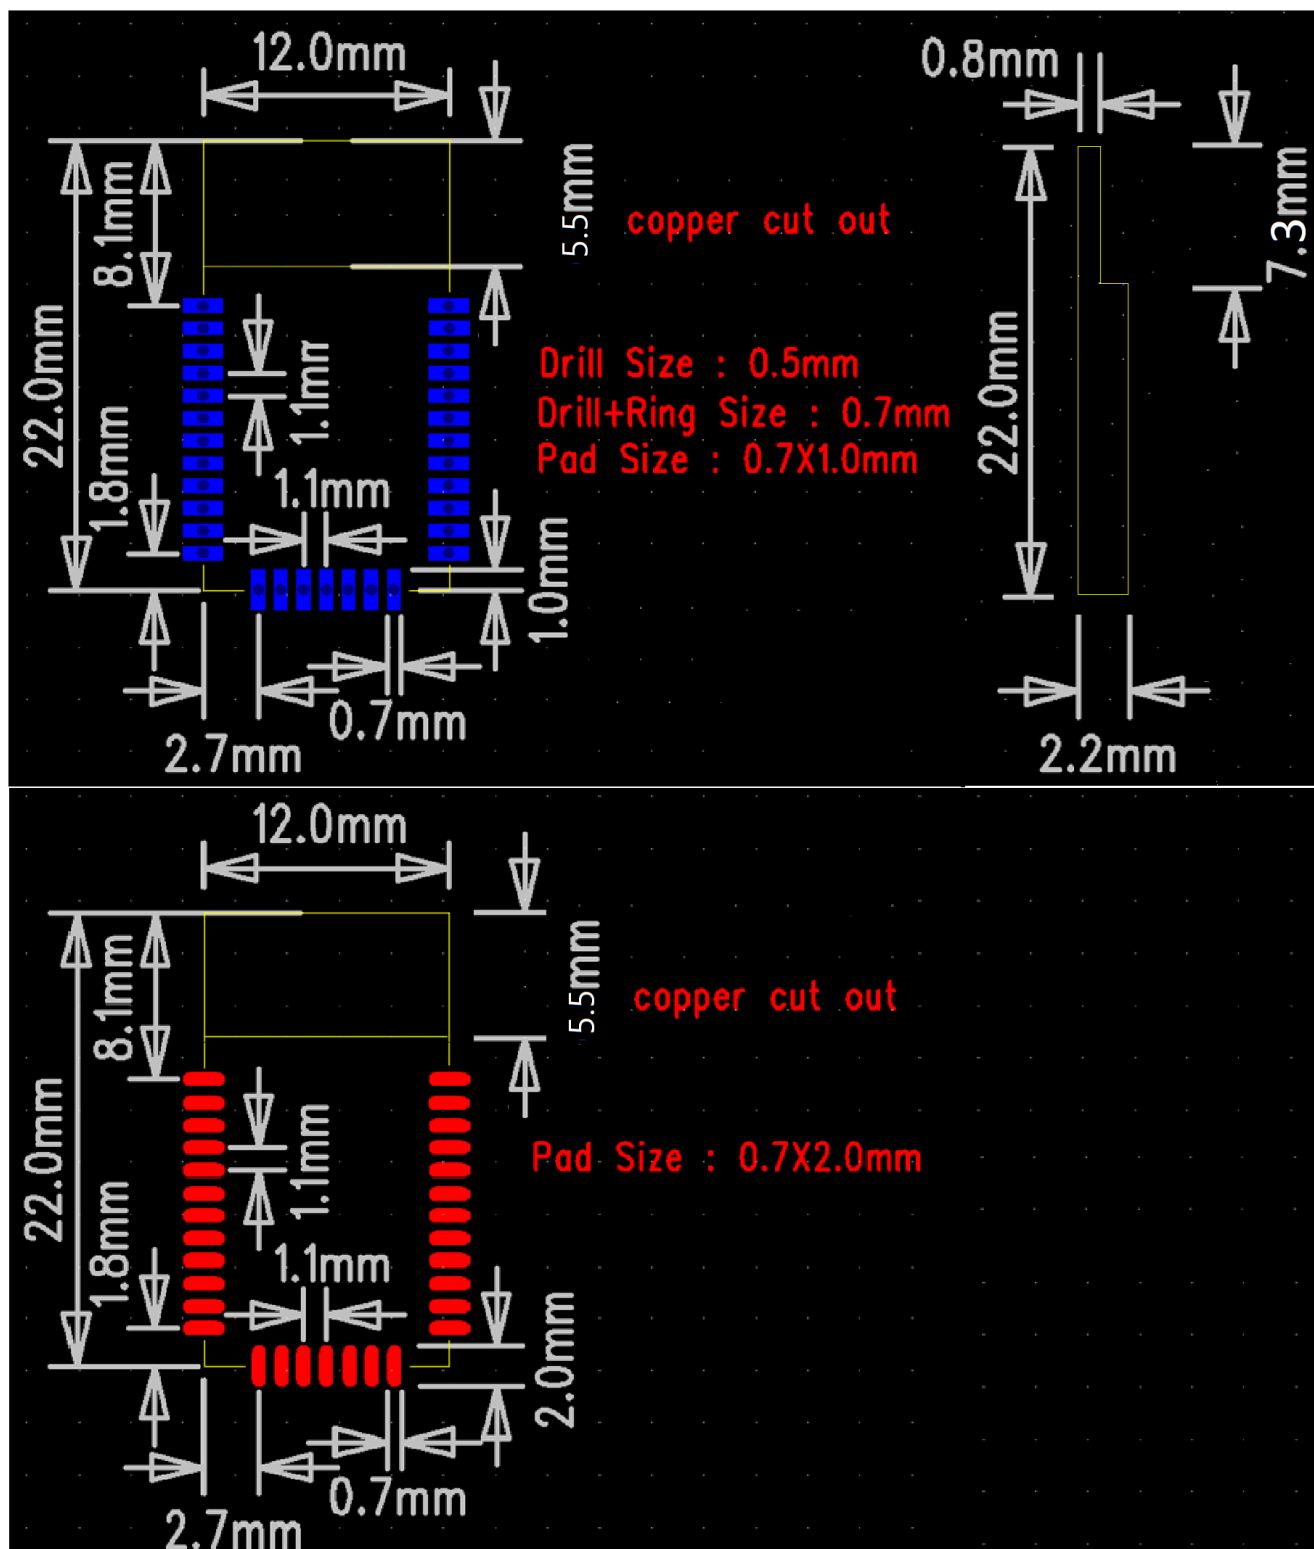 12.0mm
0.8mm
8.1mm
5.5mm
copper cut out
7.3mm
22.0mm
1.1mm
Drill Size : 0.5mm
Drill+Ring Size : 0.7mm
Pad Size : 0.7X1.0mm
22.0mm
1.8mm
1.1mm
1.0mm
0.7mm
2.7mm
2.2mm
12.0mm
8.1mm
5.5mm
copper cut out
22.0mm
1.1mm
Pad Size : 0.7X2.0mm
1.8mm
1.1mm
2.0mm
0.7mm
2.7mm